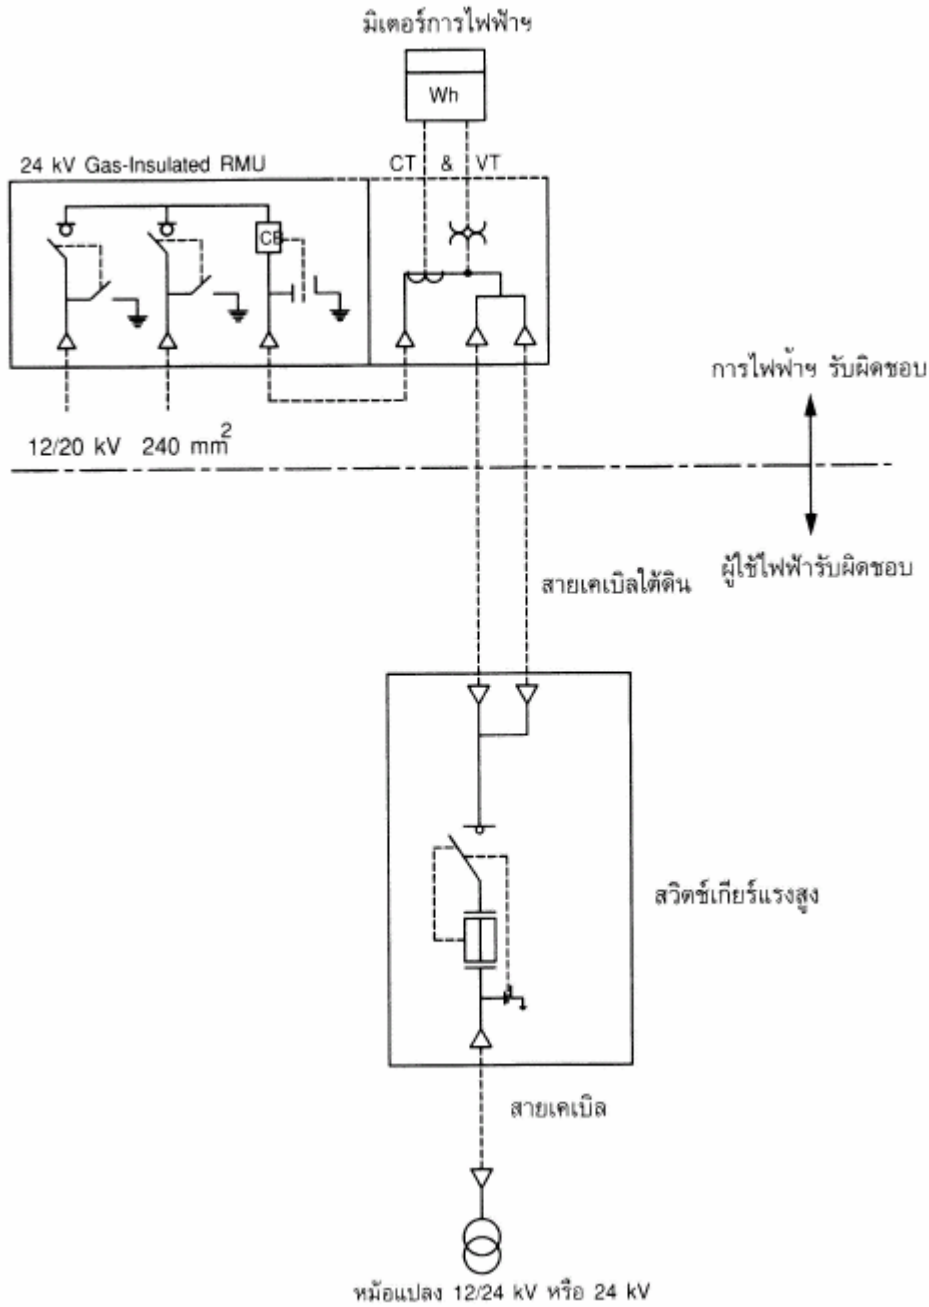 มิเตอร์การไฟฟ้าฯ
Wh
24 kV Gas-Insulated RMU
CT & VT
CB
12/20 kV 240 mm²
การไฟฟ้าฯ รับผิดชอบ
ผู้ใช้ไฟฟ้ารับผิดชอบ
สายเคเบิลใต้ดิน
สวิตช์เกียร์แรงสูง
สายเคเบิล
หม้อแปลง 12/24 kV หรือ 24 kV